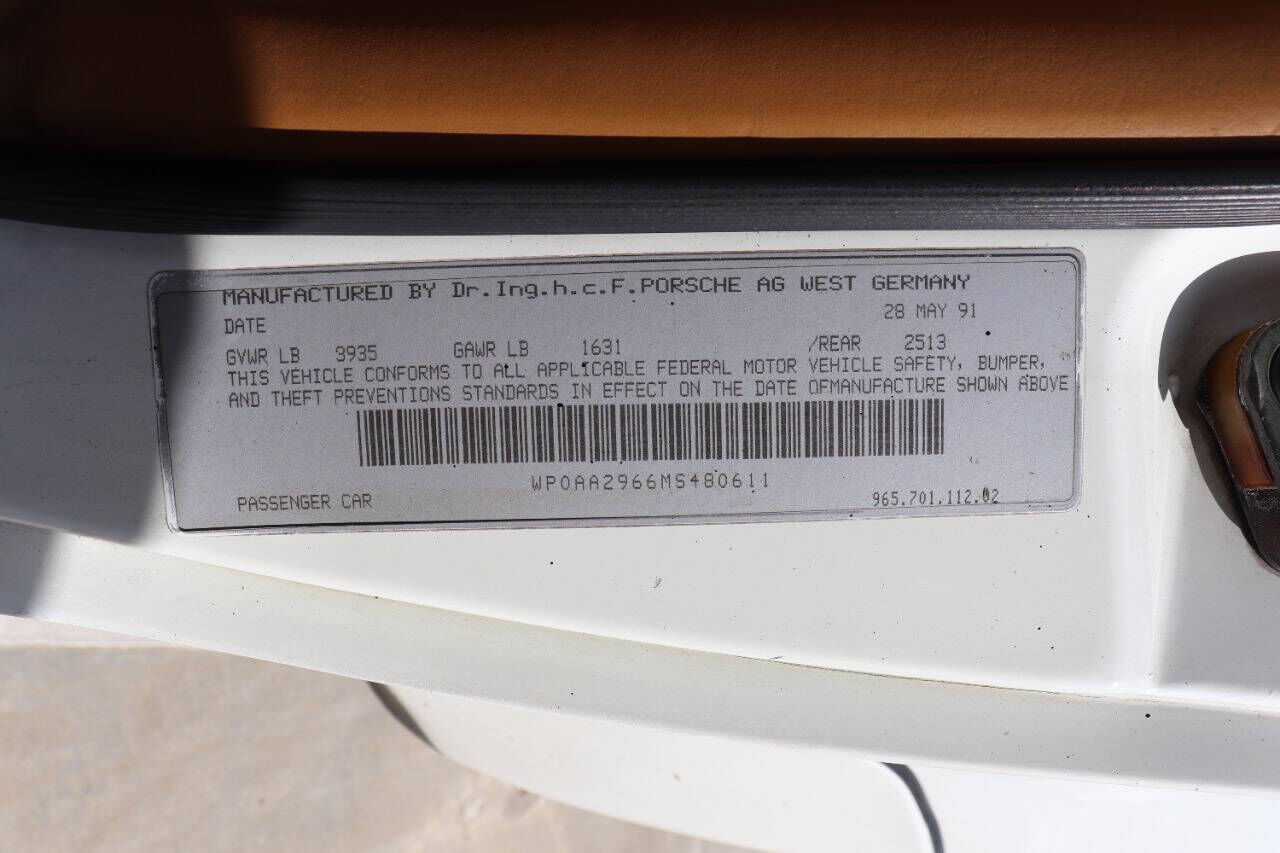 MANUFACTURED BY Dr.Ing.h.c.F.PORSCHE AG WEST GERMANY
DATE 28 MAY 91
GVWR LB 3935 GAWR LB 1631 /REAR 2513
THIS VEHICLE CONFORMS TO ALL APPLICABLE FEDERAL MOTOR VEHICLE SAFETY, BUMPER,
AND THEFT PREVENTIONS STANDARDS IN EFFECT ON THE DATE OFMANUFACTURE SHOWN ABOVE
WP0AA2966MS480611
PASSENGER CAR 965.701.112.02